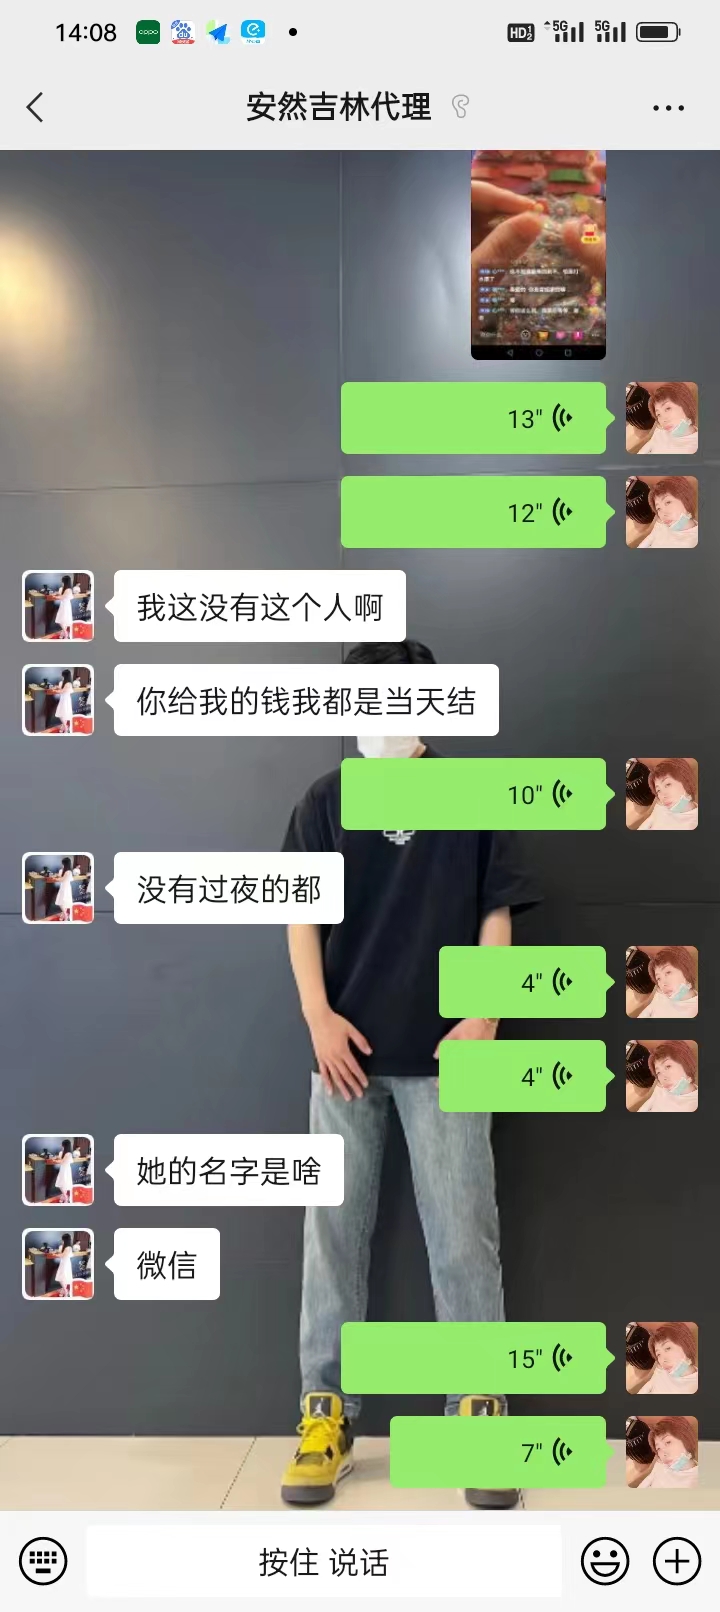 14:08
HD 5G 5G
安然吉林代理
13"
12"
我这没有这个人啊
你给我的钱我都是当天结
10"
没有过夜的都
4"
4"
她的名字是啥
微信
15"
7"
按住 说话